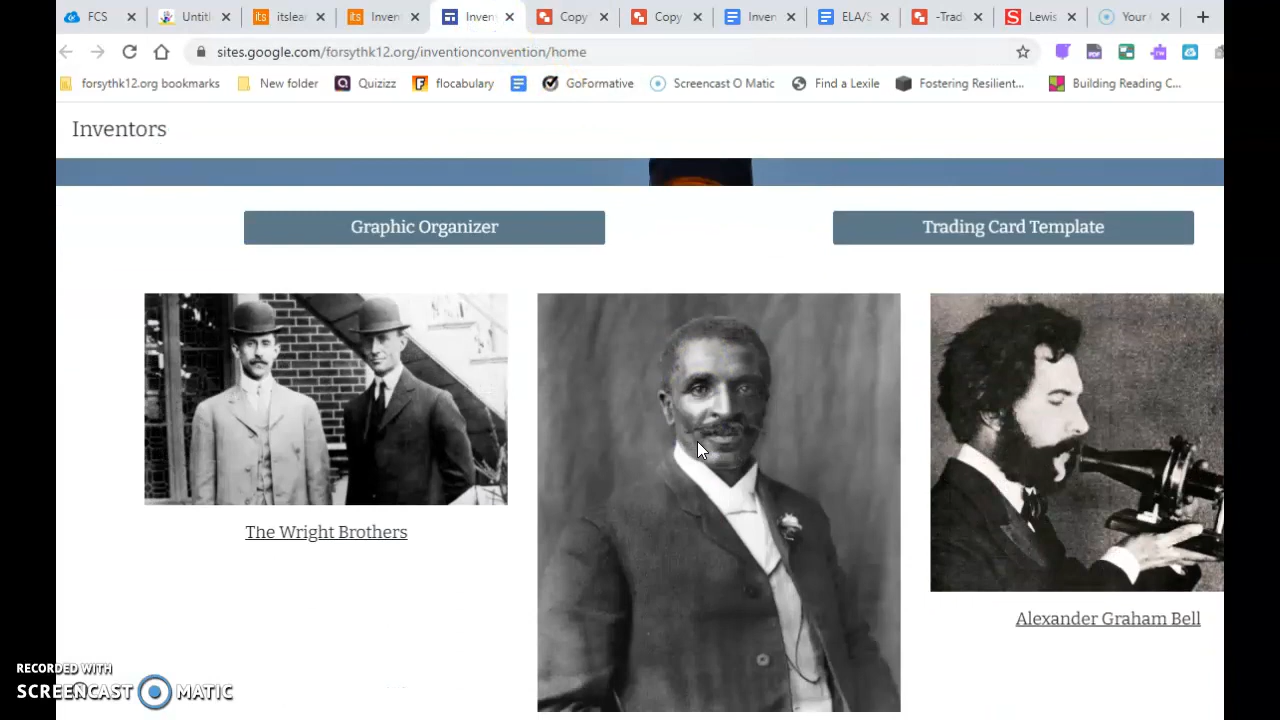 FCS
Untitl
itslea
Inven
Inven
Copy
Copy
Inven
ELA/S
-Trad
Lewis
Your
sites.google.com/forsythk12.org/inventionconvention/home
forsythk12.org bookmarks
New folder
Quizizz
flocabulary
GoFormative
Screencast O Matic
Find a Lexile
Fostering Resilient...
Building Reading C...
Inventors
Graphic Organizer
Trading Card Template
The Wright Brothers
Alexander Graham Bell
RECORDED WITH
SCREENCAST MATIC